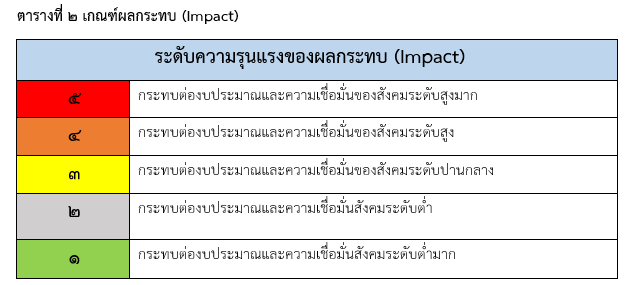 ตารางที่ ๒ เกณฑ์ผลกระทบ (Impact)
ระดับความรุนแรงของผลกระทบ (Impact)
๕ กระทบต่องบประมาณและความเชื่อมั่นของสังคมระดับสูงมาก
๔ กระทบต่องบประมาณและความเชื่อมั่นของสังคมระดับสูง
๓ กระทบต่องบประมาณและความเชื่อมั่นของสังคมระดับปานกลาง
๒ กระทบต่องบประมาณและความเชื่อมั่นสังคมระดับต่ำ
๑ กระทบต่องบประมาณและความเชื่อมั่นสังคมระดับต่ำมาก